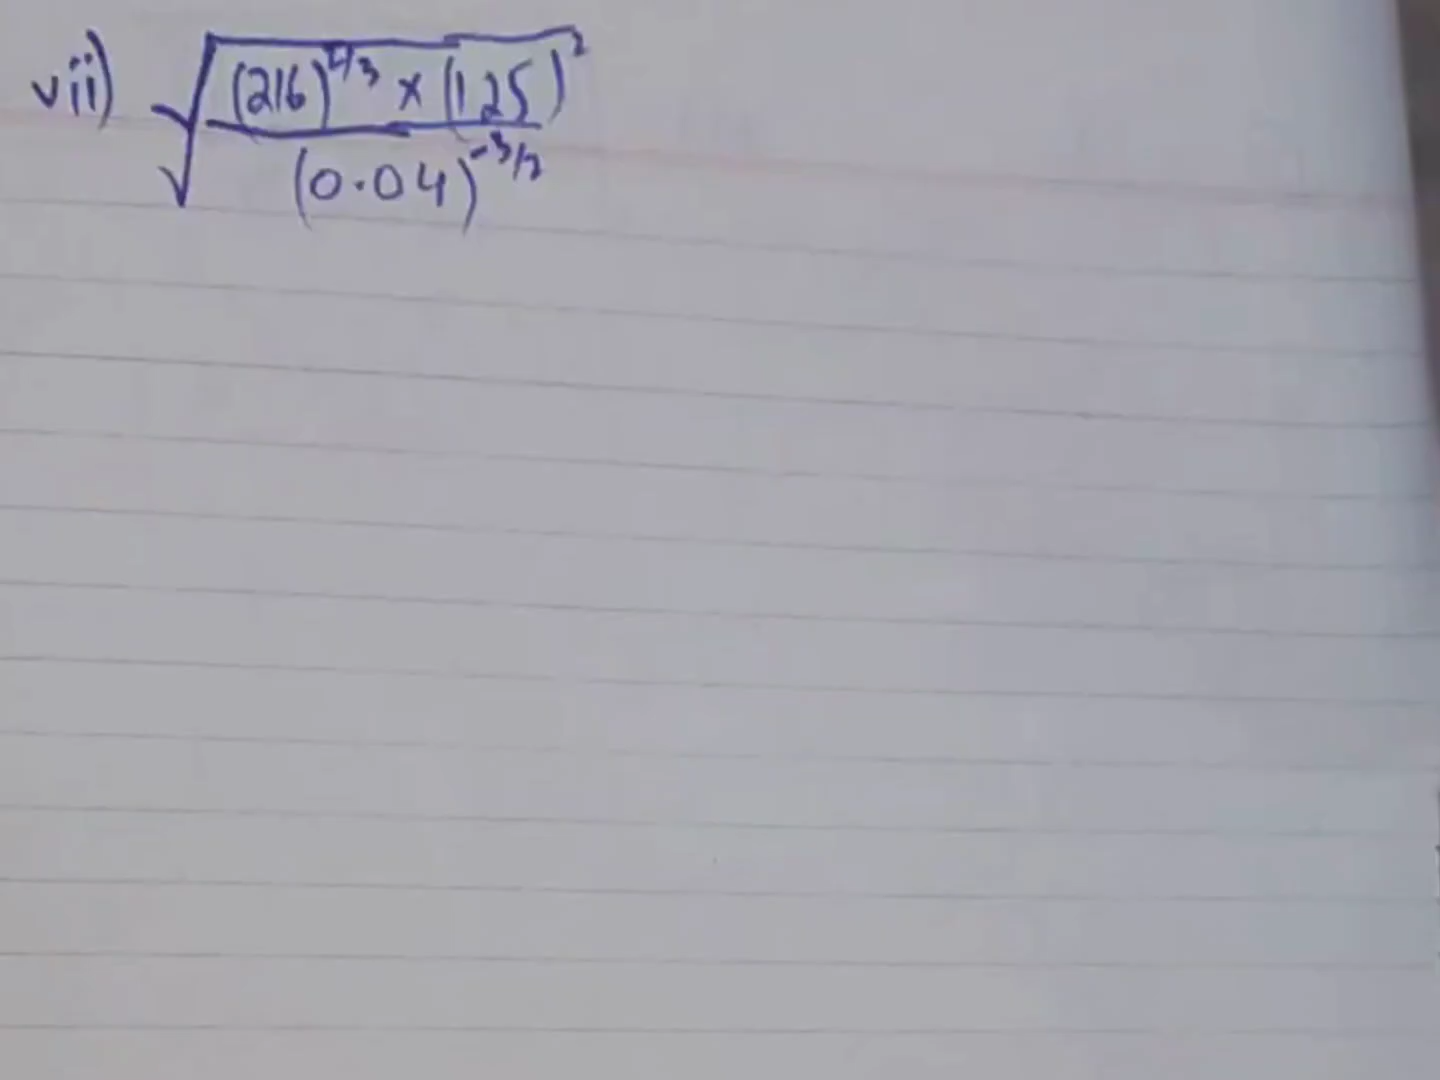 vii) √((216)^2/3 × (125)^2 / (0.04)^-3/2)